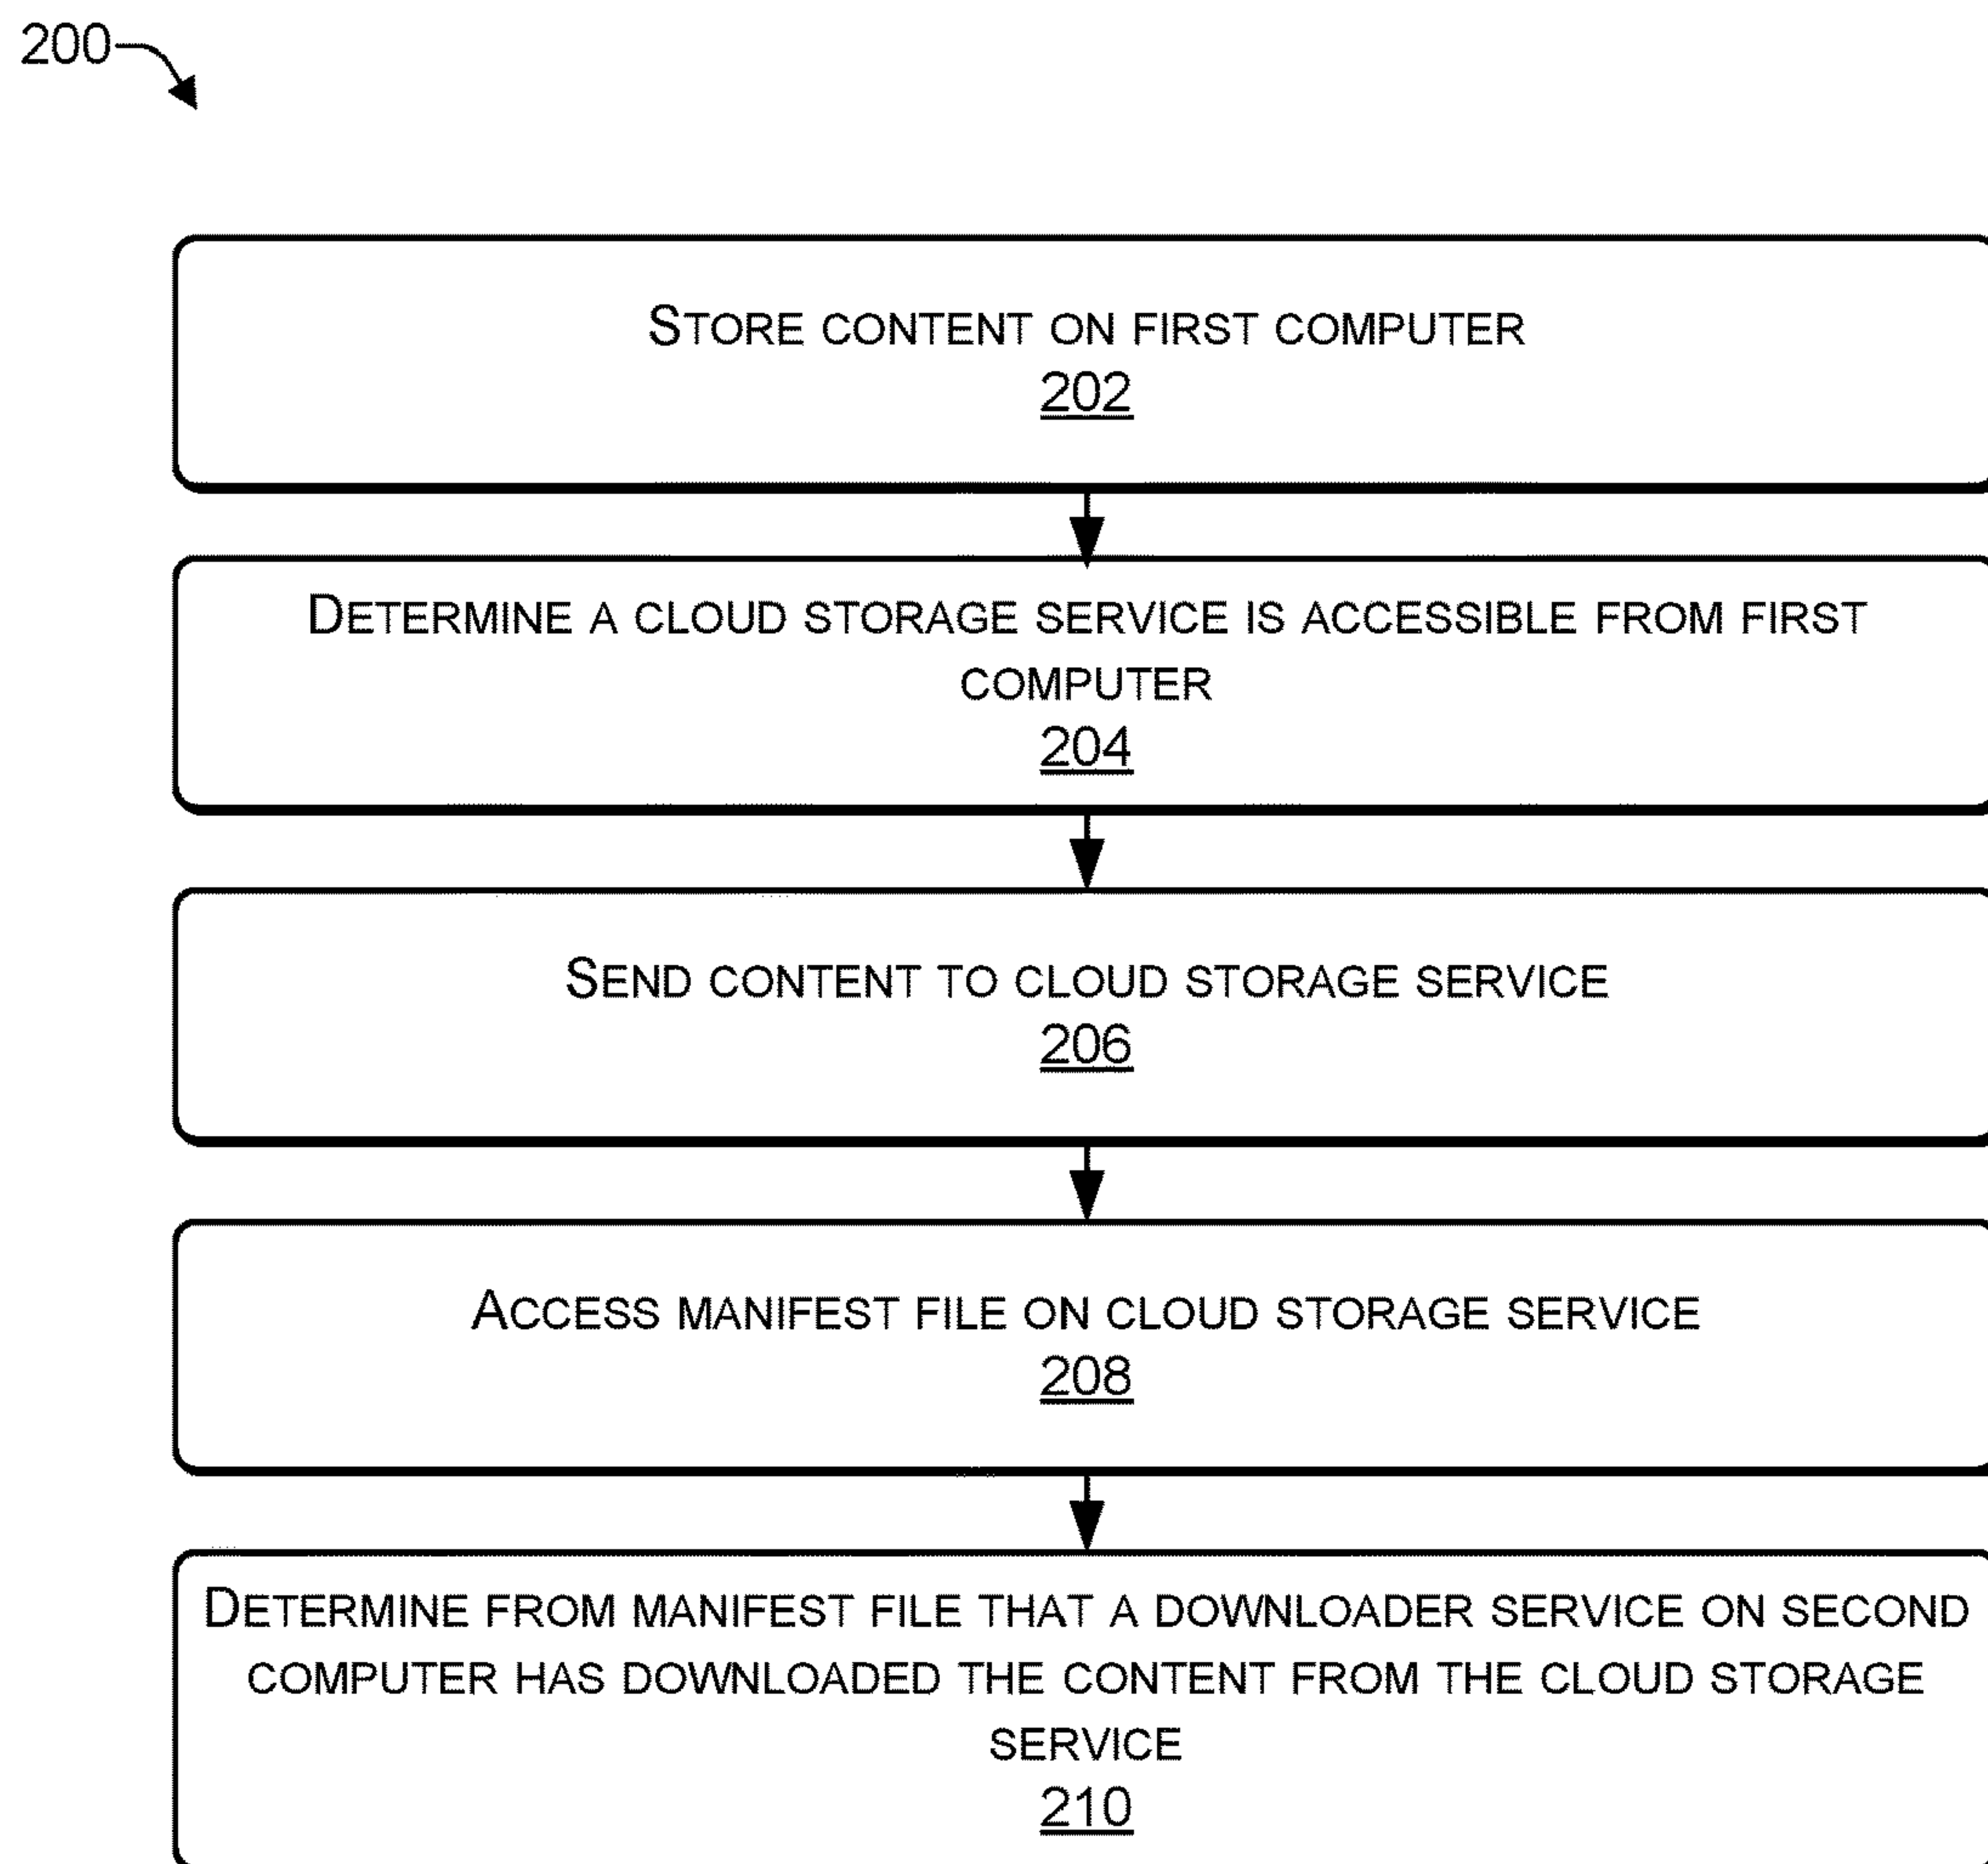 200
STORE CONTENT ON FIRST COMPUTER
202
DETERMINE A CLOUD STORAGE SERVICE IS ACCESSIBLE FROM FIRST
COMPUTER
204
SEND CONTENT TO CLOUD STORAGE SERVICE
206
ACCESS MANIFEST FILE ON CLOUD STORAGE SERVICE
208
DETERMINE FROM MANIFEST FILE THAT A DOWNLOADER SERVICE ON SECOND
COMPUTER HAS DOWNLOADED THE CONTENT FROM THE CLOUD STORAGE
SERVICE
210